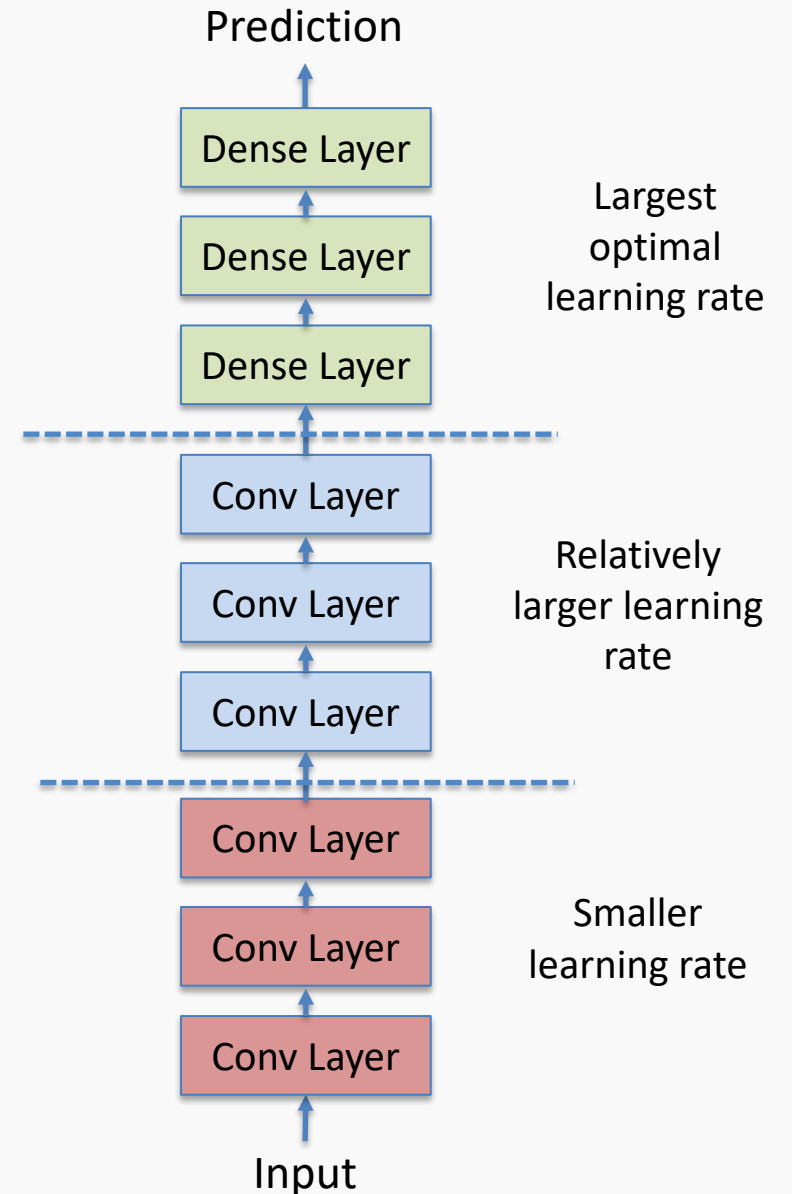 Prediction
Dense Layer
Dense Layer
Dense Layer
Largest
optimal
learning rate
Conv Layer
Conv Layer
Conv Layer
Relatively
larger learning
rate
Conv Layer
Conv Layer
Conv Layer
Smaller
learning rate
Input